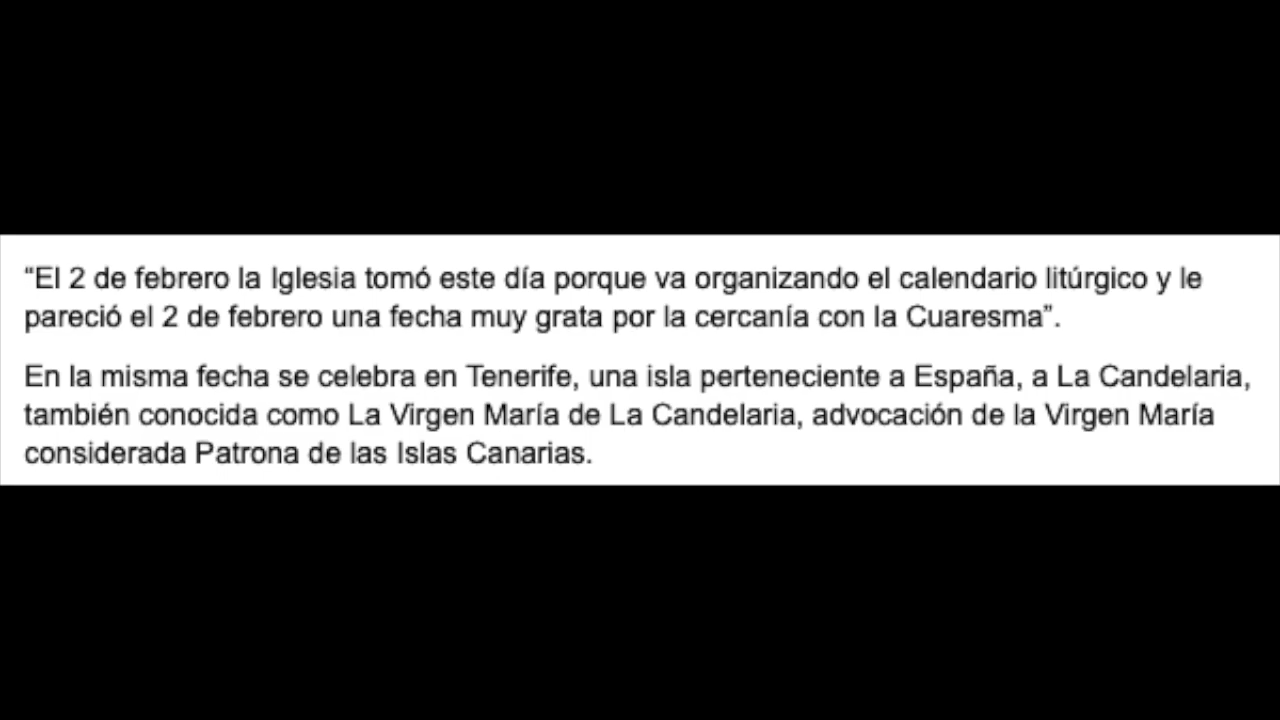 “El 2 de febrero la Iglesia tomó este día porque va organizando el calendario litúrgico y le
pareció el 2 de febrero una fecha muy grata por la cercanía con la Cuaresma”.
En la misma fecha se celebra en Tenerife, una isla perteneciente a España, a La Candelaria,
también conocida como La Virgen María de La Candelaria, advocación de la Virgen María
considerada Patrona de las Islas Canarias.